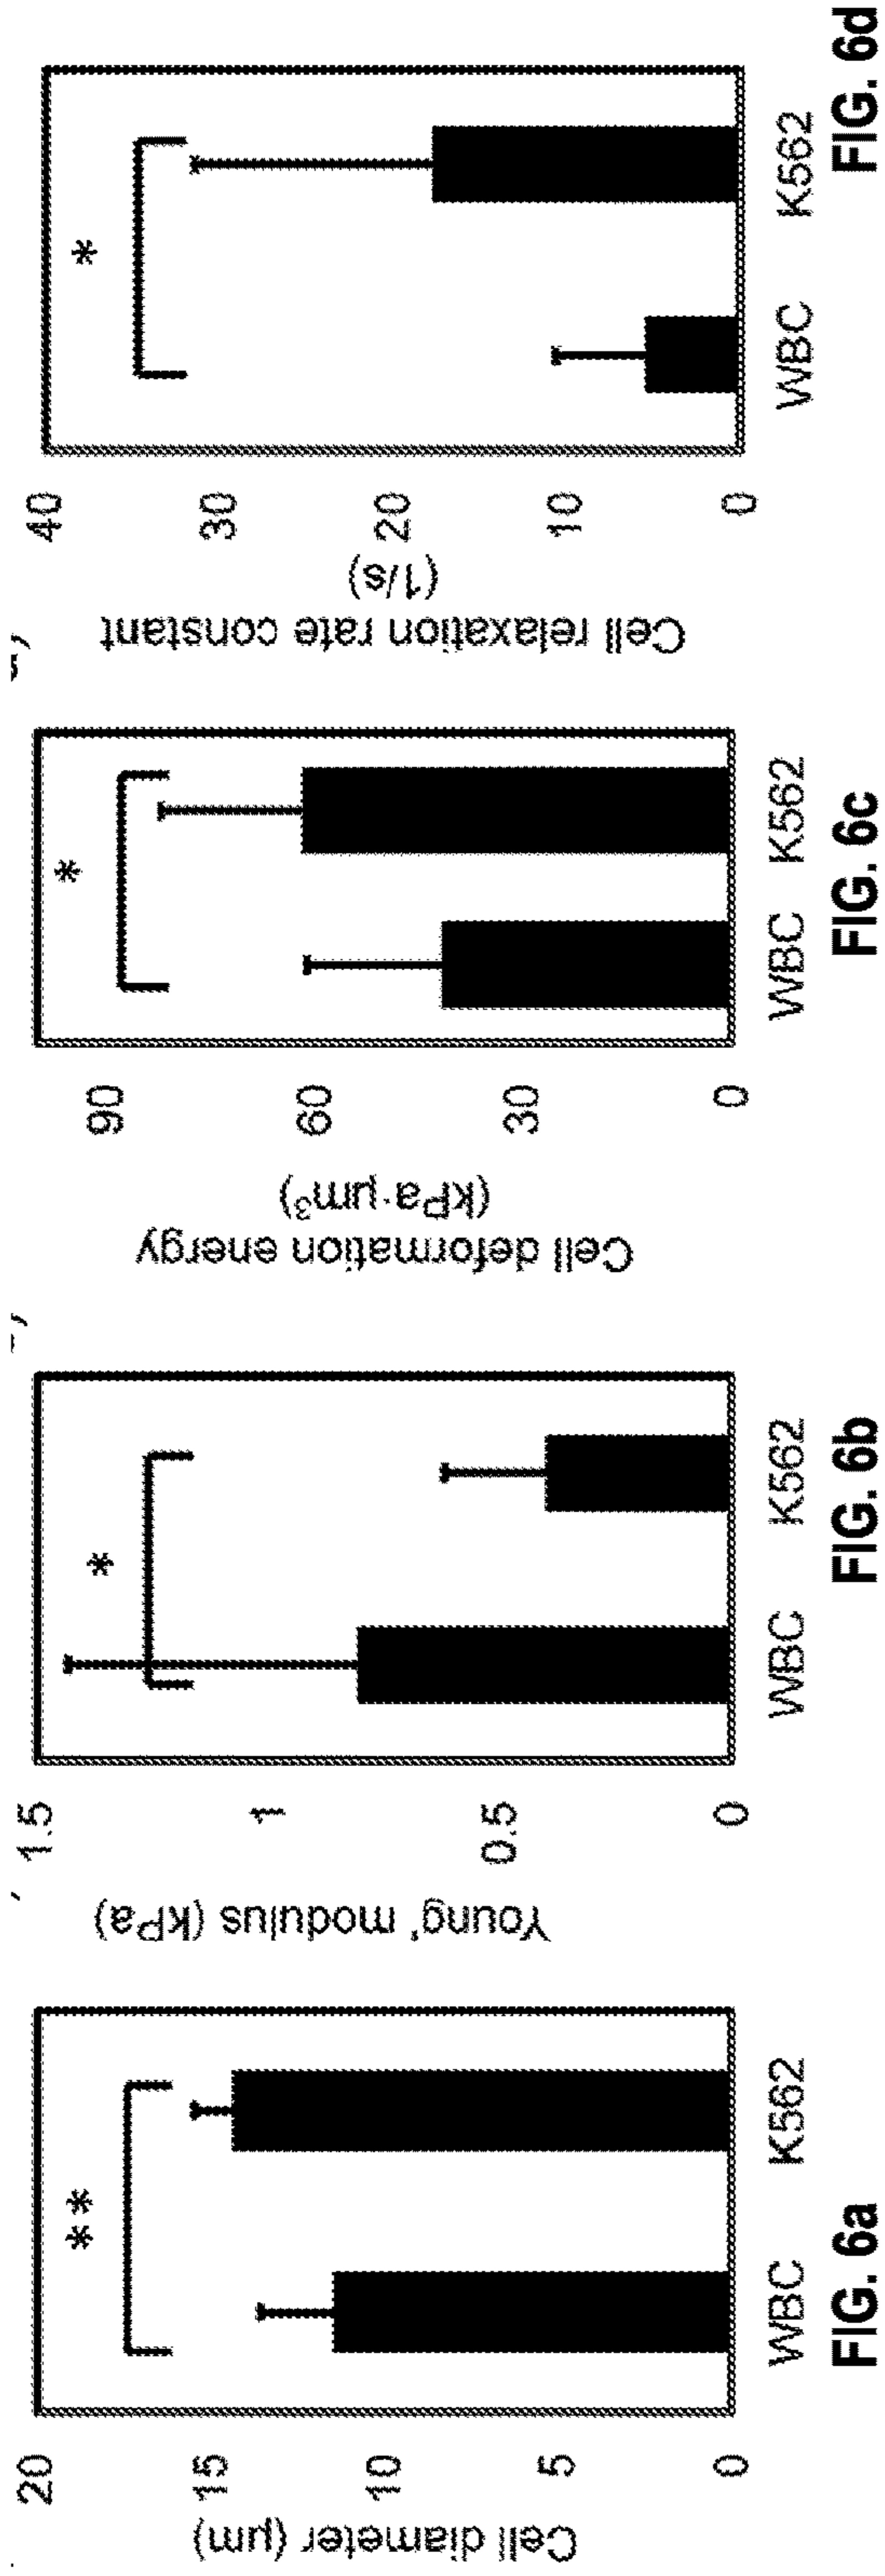 Cell diameter (μm)
20
15
10
5
0
**
WBC K562
FIG. 6a
Young' modulus (kPa)
1.5
1
0.5
0
*
WBC K562
FIG. 6b
Cell deformation energy
(kPa·μm³)
90
60
30
0
*
WBC K562
FIG. 6c
Cell relaxation rate constant
(1/s)
40
30
20
10
0
*
WBC K562
FIG. 6d